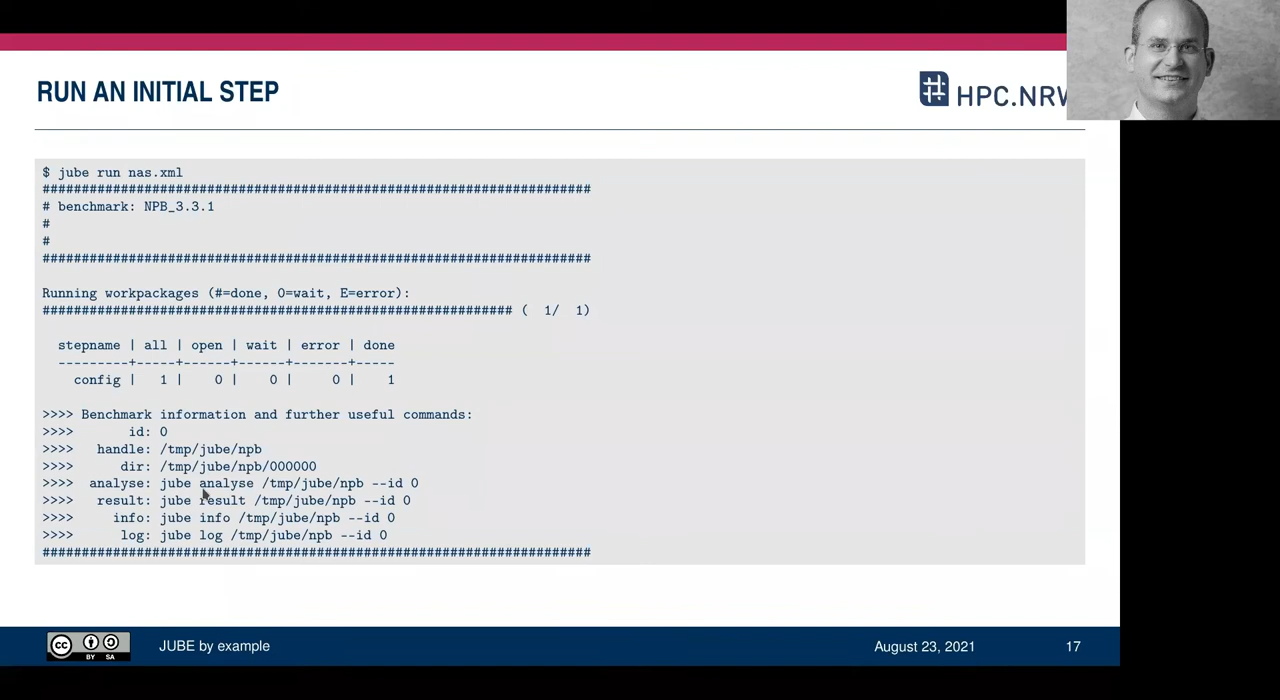 RUN AN INITIAL STEP
HPC.NRW
$ jube run nas.xml
######################################################################
# benchmark: NPB_3.3.1
#
#
######################################################################
Running workpackages (#=done, 0=wait, E=error):
############################################################ (  1/  1)
stepname | all | open | wait | error | done
---------+-----+------+------+-------+-----
config |   1 |    0 |    0 |     0 |    1
>>>> Benchmark information and further useful commands:
>>>>       id: 0
>>>>   handle: /tmp/jube/npb
>>>>      dir: /tmp/jube/npb/000000
>>>>  analyse: jube analyse /tmp/jube/npb --id 0
>>>>   result: jube result /tmp/jube/npb --id 0
>>>>     info: jube info /tmp/jube/npb --id 0
>>>>      log: jube log /tmp/jube/npb --id 0
######################################################################
cc BY SA
JUBE by example
August 23, 2021
17